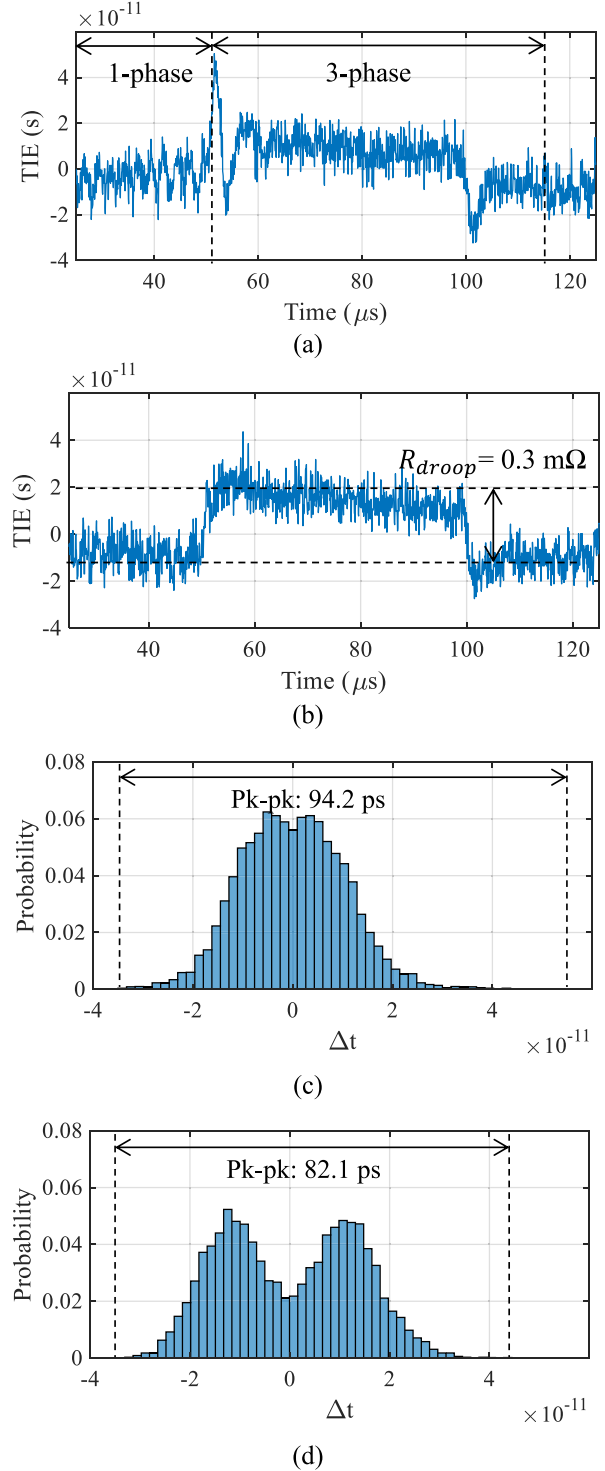 ×10⁻¹¹
1-phase
3-phase
4
2
0
-2
-4
TIE (s)
40 60 80 100 120
Time (μs)
(a)
×10⁻¹¹
4
2
0
-2
-4
TIE (s)
R_droop = 0.3 mΩ
40 60 80 100 120
Time (μs)
(b)
0.08
0.06
0.04
0.02
0
Probability
Pk-pk: 94.2 ps
-4 -2 0 2 4
Δt
×10⁻¹¹
(c)
0.08
0.06
0.04
0.02
0
Probability
Pk-pk: 82.1 ps
-4 -2 0 2 4
Δt
×10⁻¹¹
(d)